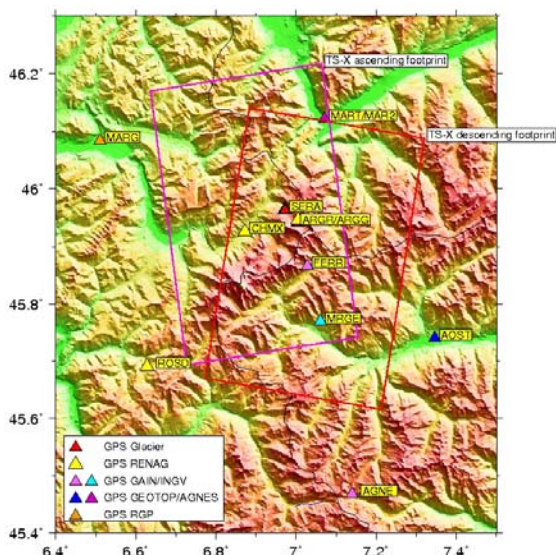 46.2˚
TS-X ascending footprint
MART/MAR2
TS-X descending footprint
MARG
46˚
SERA
ARGR/ARGG
CHMX
FERR
45.8˚
MRGE
AOST
ROSD
45.6˚
GPS Glacier
GPS RENAG
GPS GAIN/INGV
GPS GEOTOP/AGNES
GPS RGP
AGNE
45.4˚
6.4˚ 6.6˚ 6.8˚ 7˚ 7.2˚ 7.4˚